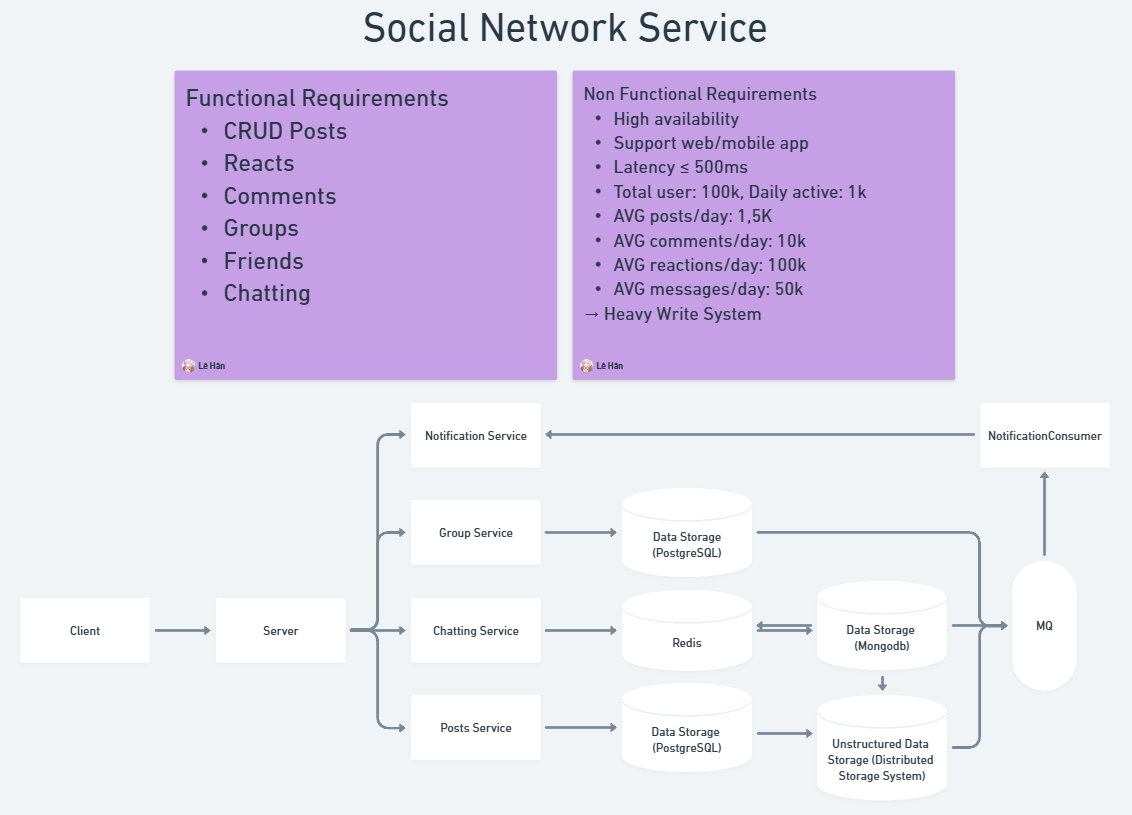 Social Network Service
Functional Requirements
• CRUD Posts
• Reacts
• Comments
• Groups
• Friends
• Chatting
Lê Hân
Non Functional Requirements
• High availability
• Support web/mobile app
• Latency ≤ 500ms
• Total user: 100k, Daily active: 1k
• AVG posts/day: 1,5K
• AVG comments/day: 10k
• AVG reactions/day: 100k
• AVG messages/day: 50k
→ Heavy Write System
Lê Hân
Notification Service
NotificationConsumer
Group Service
Data Storage
(PostgreSQL)
Client
Server
Chatting Service
Redis
Data Storage
(Mongodb)
MQ
Posts Service
Data Storage
(PostgreSQL)
Unstructured Data
Storage (Distributed
Storage System)